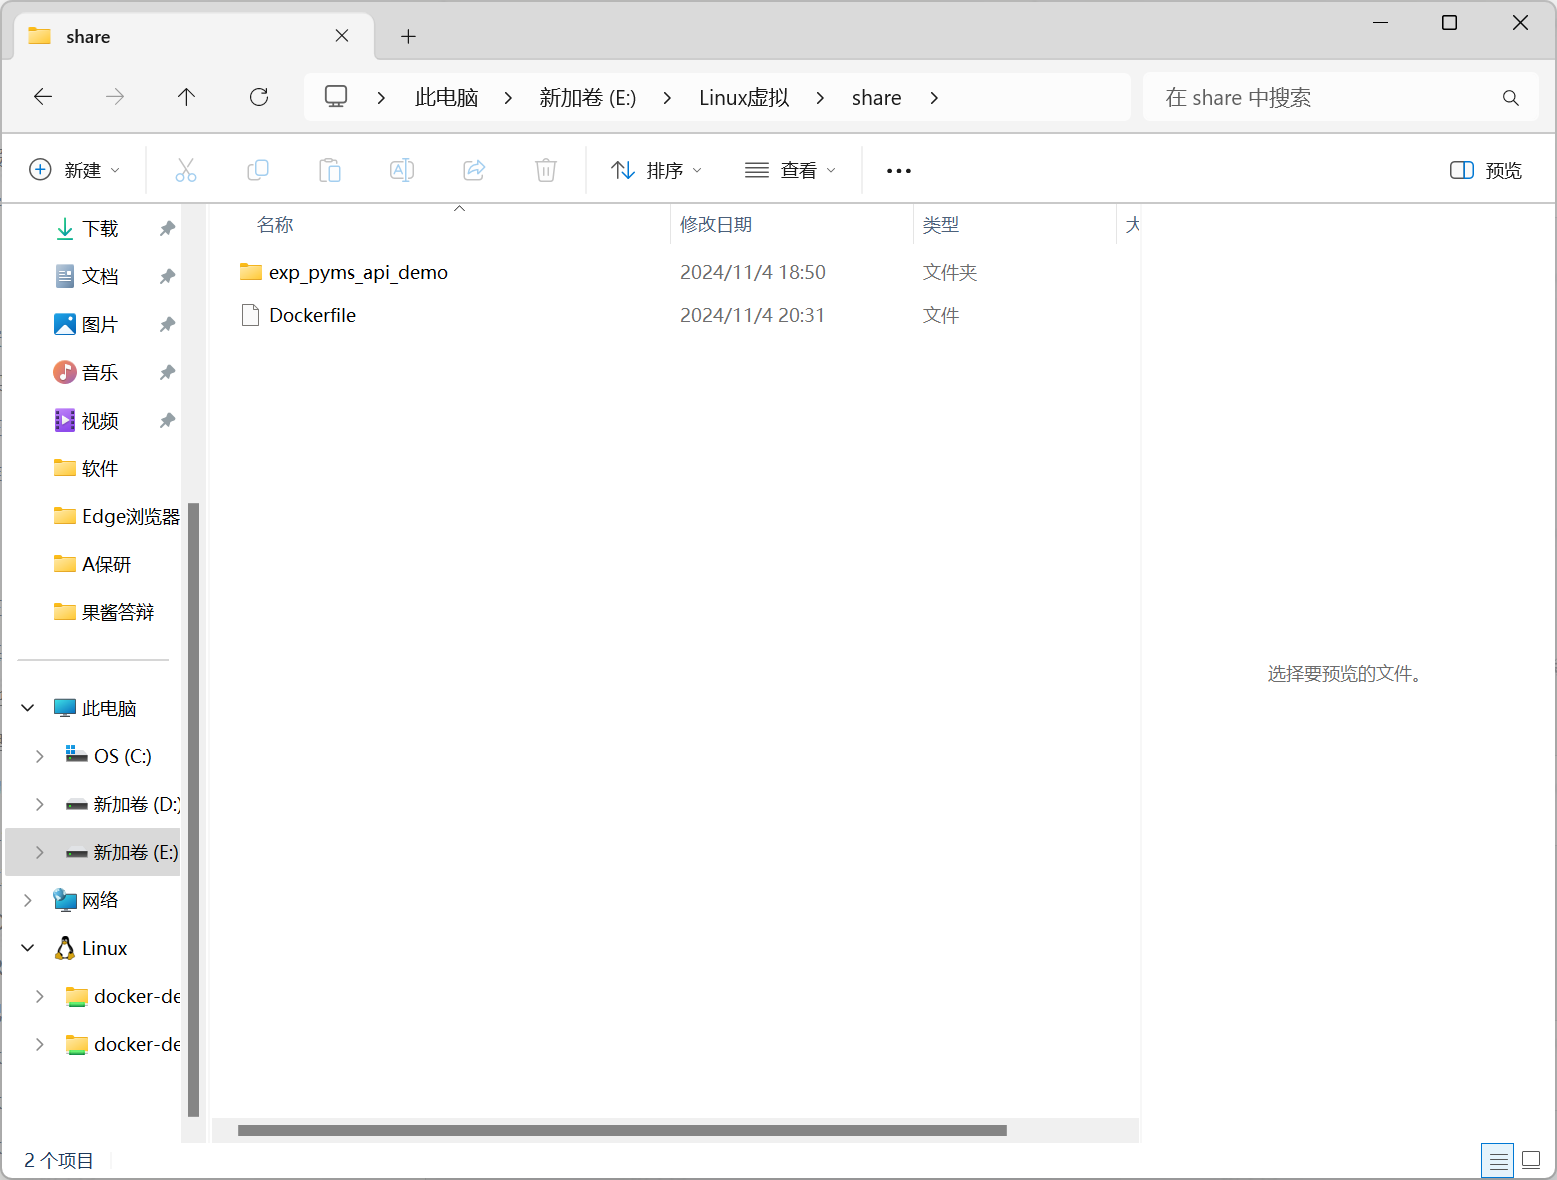 share
此电脑
新加卷 (E:)
Linux虚拟
share
在 share 中搜索
新建
排序
查看
预览
下载
文档
图片
音乐
视频
软件
Edge浏览器
A保研
果酱答辩
此电脑
OS (C:)
新加卷 (D:)
新加卷 (E:)
网络
Linux
docker-de
docker-de
名称 修改日期 类型 大
exp_pyms_api_demo 2024/11/4 18:50 文件夹
Dockerfile 2024/11/4 20:31 文件
选择要预览的文件。
2 个项目